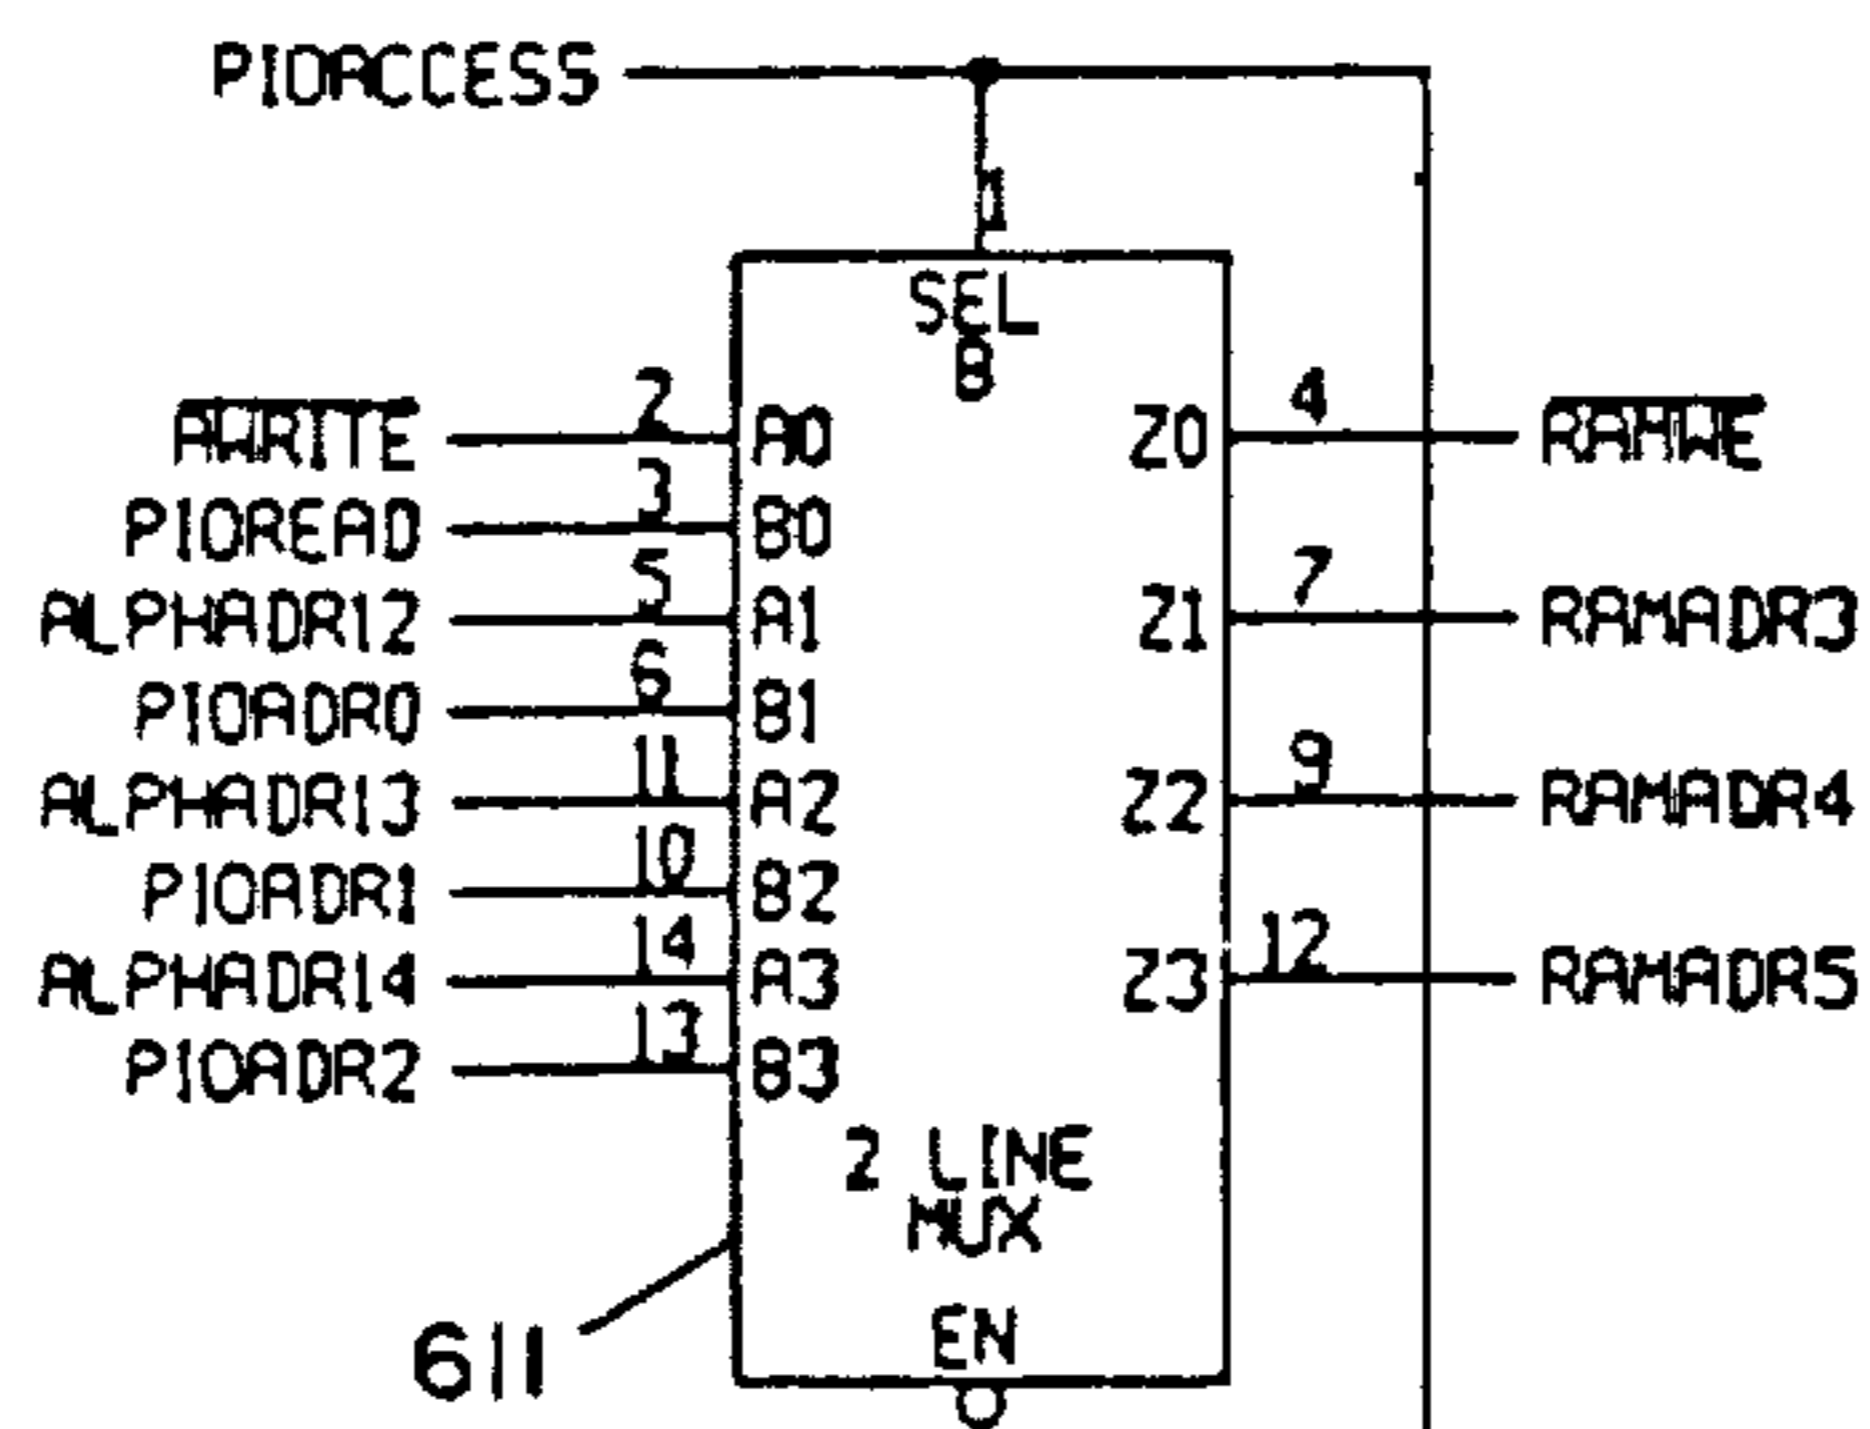 PIOACCESS
1
SEL
B
AWRITE 2 A0 Z0 4 RAMWE
PIOREAD 3 B0
ALPHADR12 5 A1 Z1 7 RAMADR3
PIOADR0 6 B1
ALPHADR13 11 A2 Z2 9 RAMADR4
PIOADR1 10 B2
ALPHADR14 14 A3 Z3 12 RAMADR5
PIOADR2 13 B3
2 LINE
MUX
EN
611